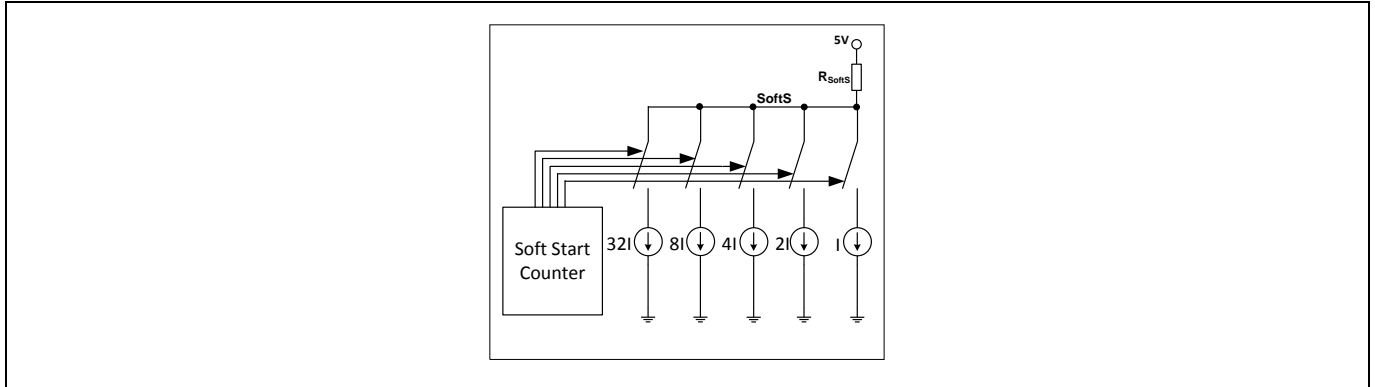 5V
RSoftS
SoftS
32I
8I
4I
2I
I
Soft Start
Counter